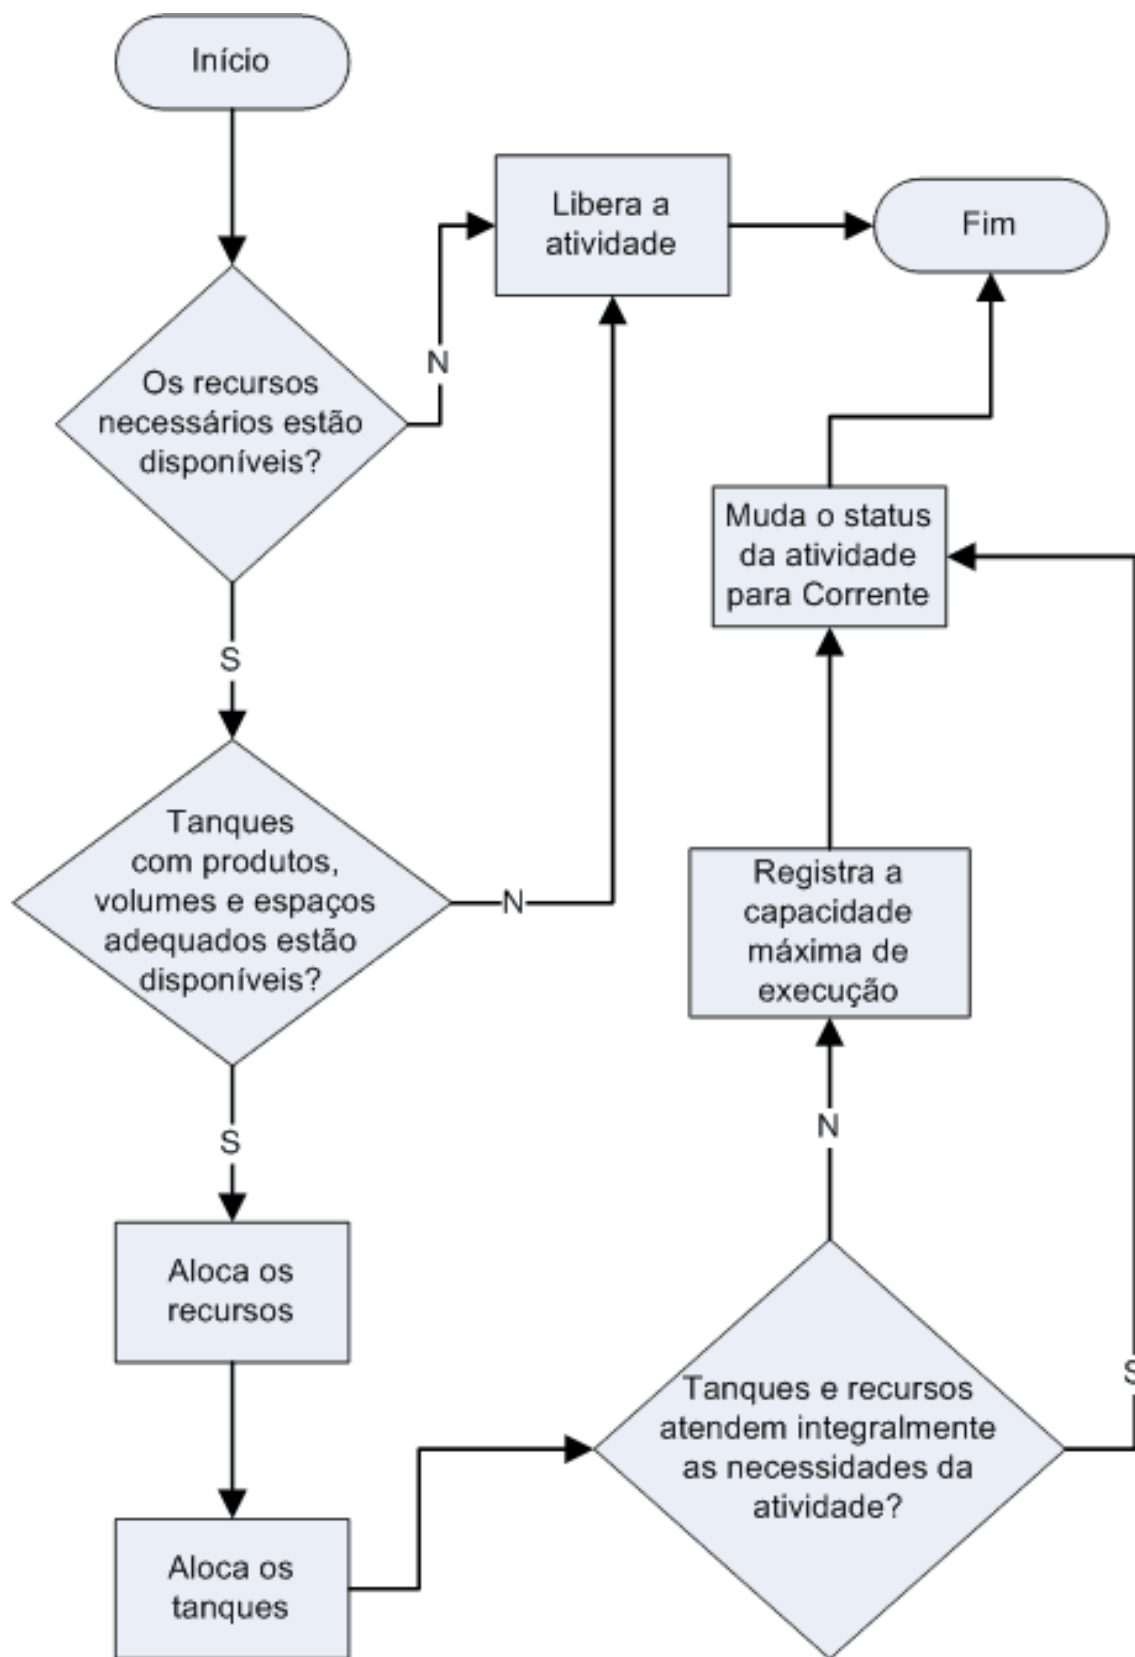 Início
Libera a
atividade
Fim
N
Os recursos
necessários estão
disponíveis?
Muda o status
da atividade
para Corrente
S
Tanques
com produtos,
volumes e espaços
adequados estão
disponíveis?
N
Registra a
capacidade
máxima de
execução
S
N
Aloca os
recursos
S
Tanques e recursos
atendem integralmente
as necessidades da
atividade?
Aloca os
tanques